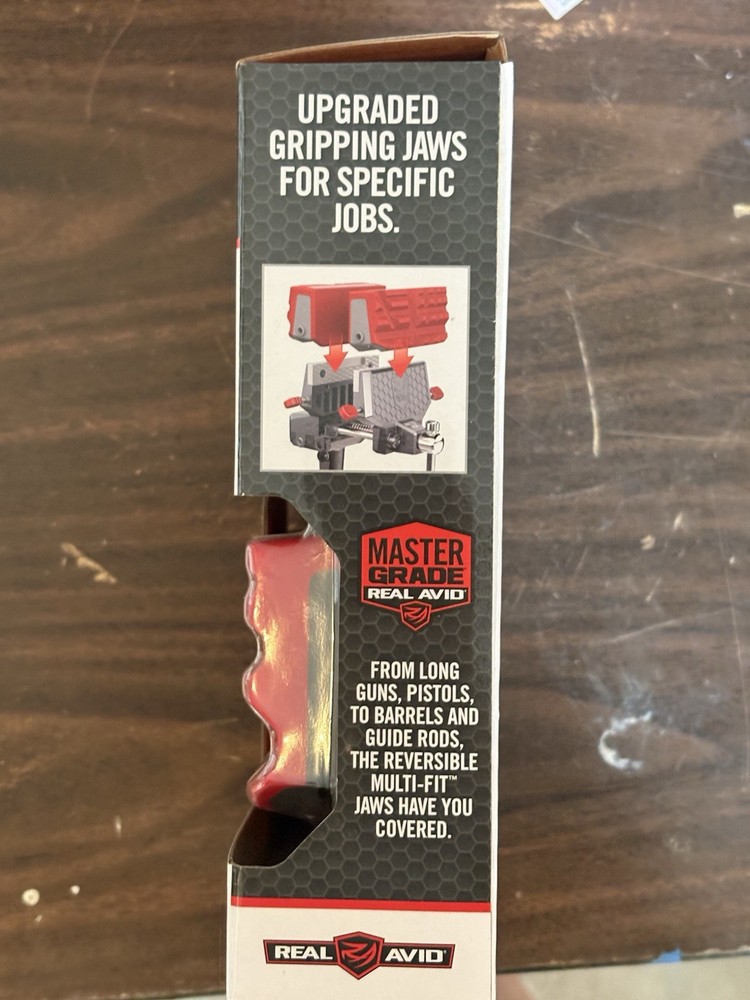 UPGRADED
GRIPPING JAWS
FOR SPECIFIC
JOBS.
MASTER
GRADE
REAL AVID®
FROM LONG
GUNS, PISTOLS,
TO BARRELS AND
GUIDE RODS,
THE REVERSIBLE
MULTI-FIT™
JAWS HAVE YOU
COVERED.
REAL AVID®